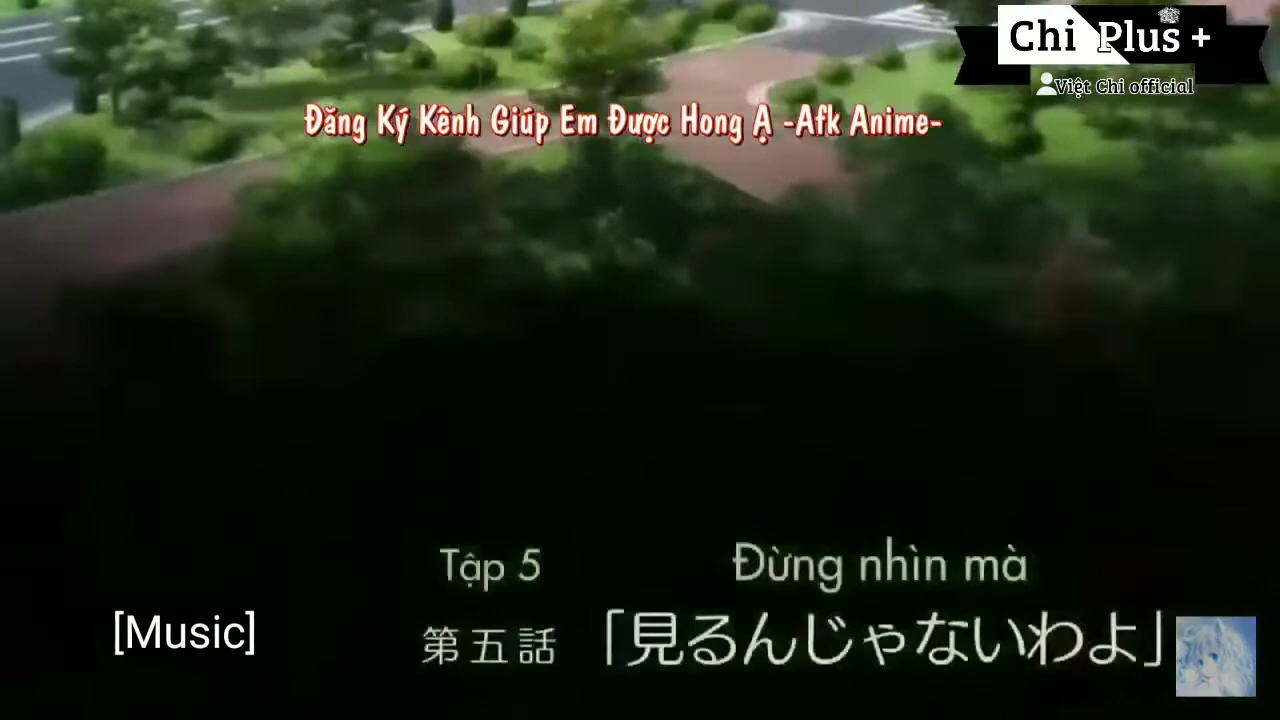 Chi Plus +
Việt Chi official
Đăng Ký Kênh Giúp Em Được Hong Ạ -Afk Anime-
Tập 5 Đừng nhìn mà
[Music] 第五話 「見るんじゃないわよ」